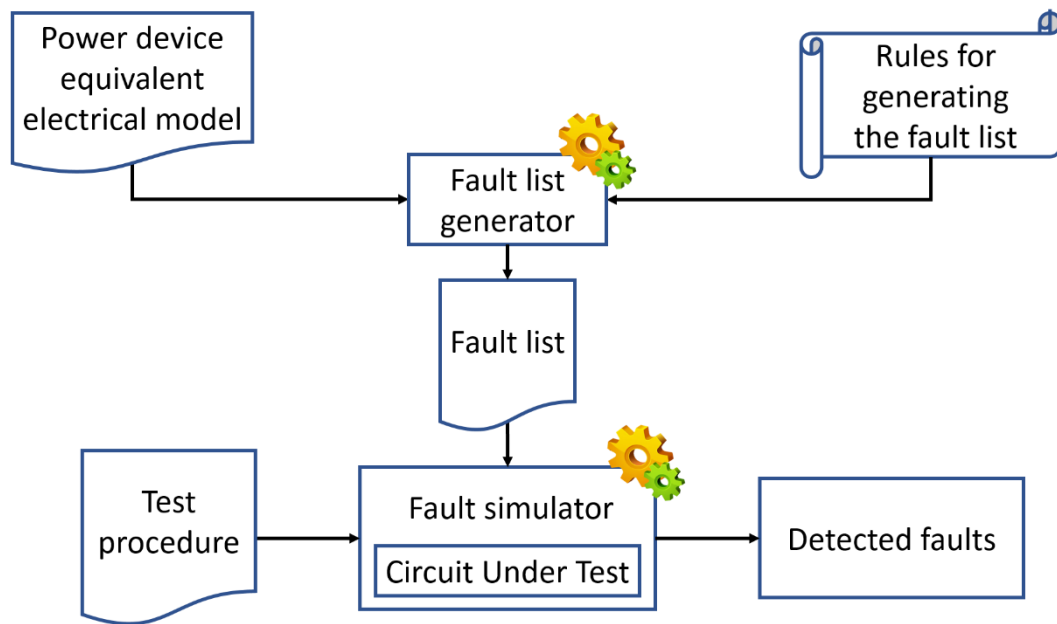 Power device
equivalent
electrical model
Rules for
generating
the fault list
Fault list
generator
Fault list
Test
procedure
Fault simulator
Circuit Under Test
Detected faults